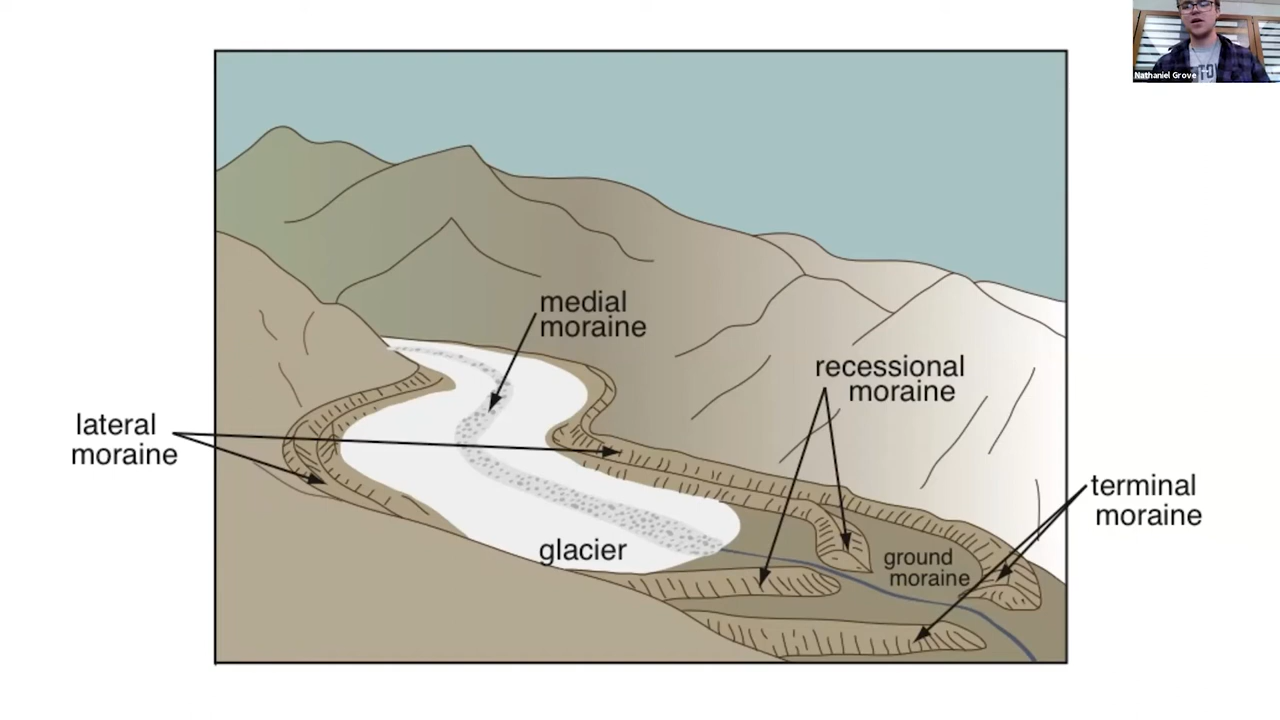 Nathaniel Grove
medial
moraine
recessional
moraine
lateral
moraine
terminal
moraine
glacier
ground
moraine